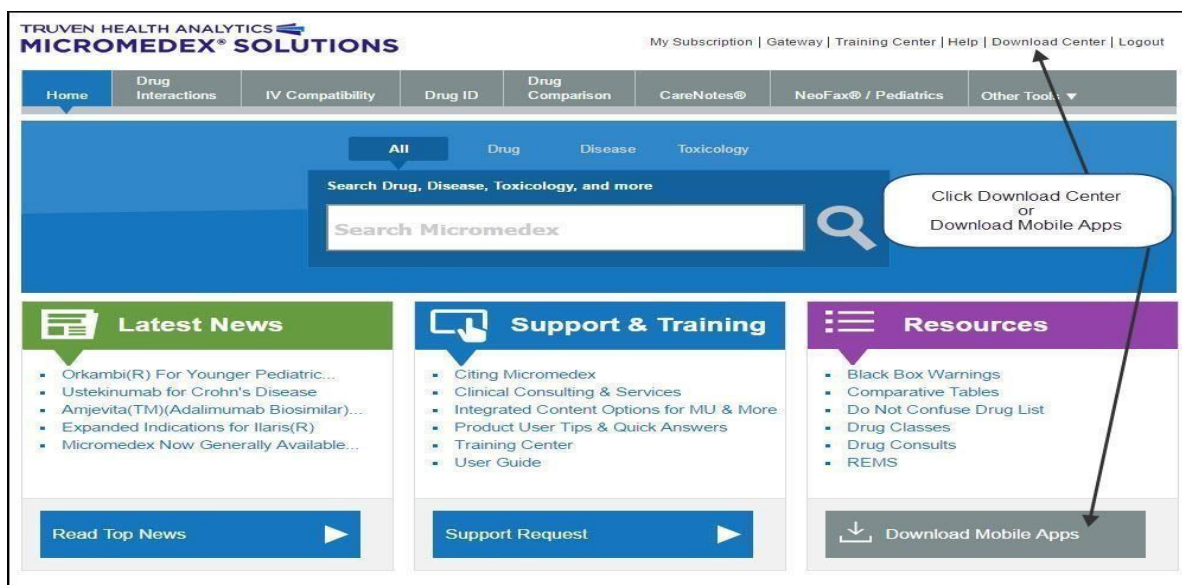 TRUVEN HEALTH ANALYTICS
MICROMEDEX® SOLUTIONS
My Subscription | Gateway | Training Center | Help | Download Center | Logout
Home
Drug
Interactions
IV Compatibility
Drug ID
Drug
Comparison
CareNotes®
NeoFax® / Pediatrics
Other Tools ▼
All
Drug
Disease
Toxicology
Search Drug, Disease, Toxicology, and more
Search Micromedex
Click Download Center
or
Download Mobile Apps
Latest News
▪ Orkambi(R) For Younger Pediatric...
▪ Ustekinumab for Crohn's Disease
▪ Amjevita(TM)(Adalimumab Biosimilar)...
▪ Expanded Indications for Ilaris(R)
▪ Micromedex Now Generally Available...
Read Top News
Support & Training
▪ Citing Micromedex
▪ Clinical Consulting & Services
▪ Integrated Content Options for MU & More
▪ Product User Tips & Quick Answers
▪ Training Center
▪ User Guide
Support Request
Resources
▪ Black Box Warnings
▪ Comparative Tables
▪ Do Not Confuse Drug List
▪ Drug Classes
▪ Drug Consults
▪ REMS
Download Mobile Apps